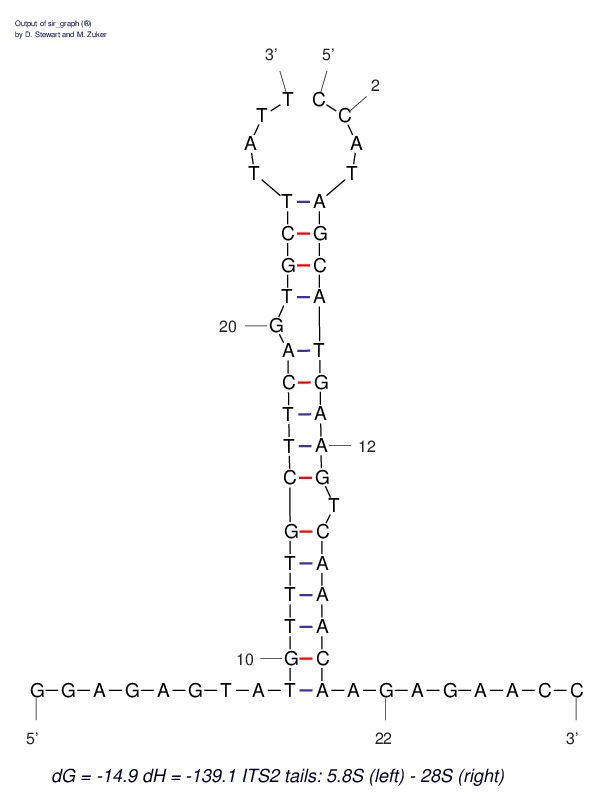 Output of sir_graph (®)
by D. Stewart and M. Zuker
3' 5'
2
T C
T C
A A
T T
T A
C G
G C
T A
20 G
A T
C G
T A
T A 12
C G
T
G C
T A
T A
T A
10 G C
G G A G A G T A T A A G A G A A C C
5' 22 3'
dG = -14.9 dH = -139.1 ITS2 tails: 5.8S (left) - 28S (right)